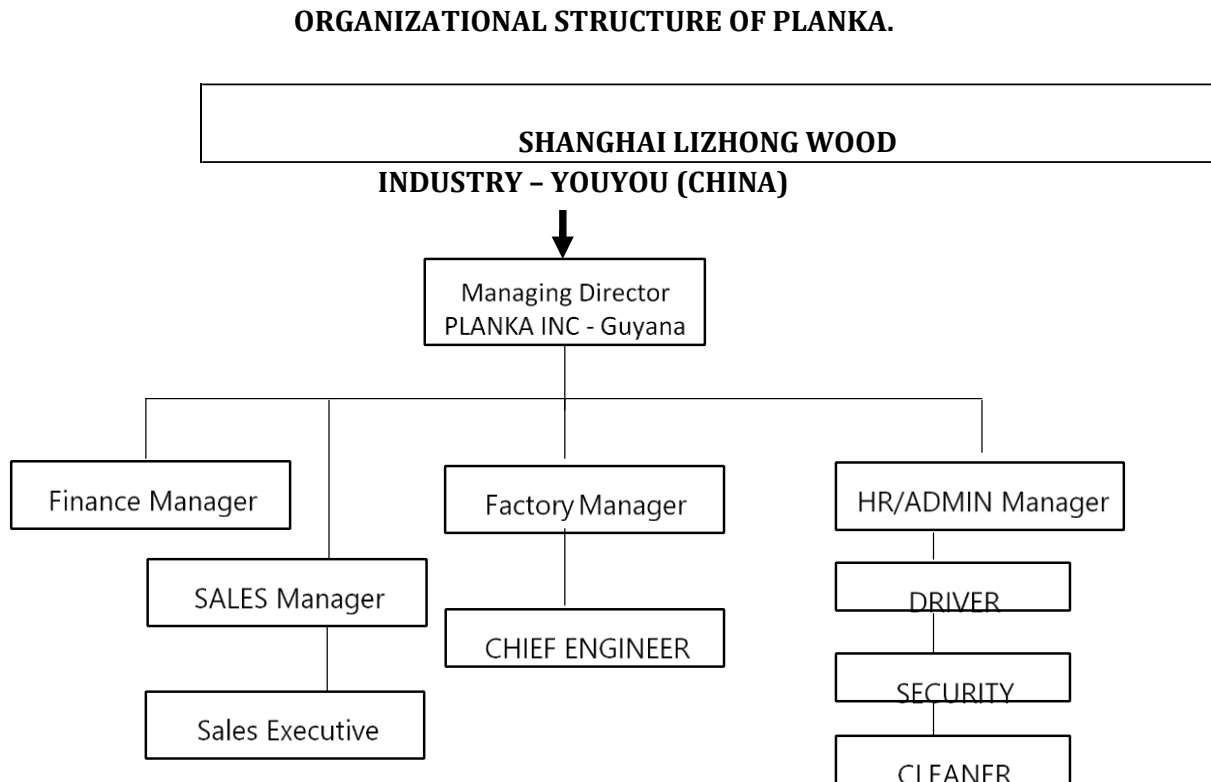 ORGANIZATIONAL STRUCTURE OF PLANKA.
SHANGHAI LIZHONG WOOD
INDUSTRY – YOUYOU (CHINA)
Managing Director
PLANKA INC - Guyana
Finance Manager
Factory Manager
HR/ADMIN Manager
SALES Manager
DRIVER
CHIEF ENGINEER
SECURITY
Sales Executive
CLEANER